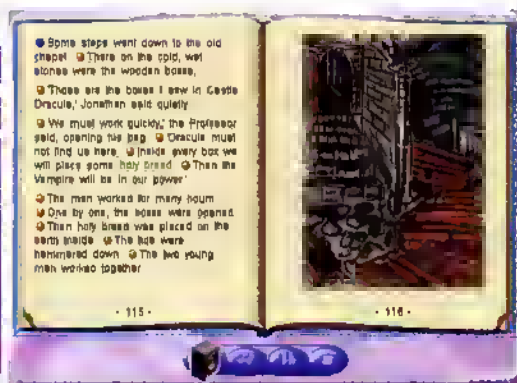 Some steps went down to the old
chapel. There on the cold, wet
stones were the wooden boxes.
'Those are the boxes I saw in Castle
Dracula,' Jonathan said quietly.
'We must work quickly,' the Professor
said, opening his bag. 'Dracula must
not find us here. Inside every box we
will place some holy bread. Then the
Vampire will be in our power.'
The men worked for many hours.
One by one, the boxes were opened.
Then holy bread was placed on the
earth inside. The lids were
hammered down. The two young
men worked together
• 115 •
• 116 •